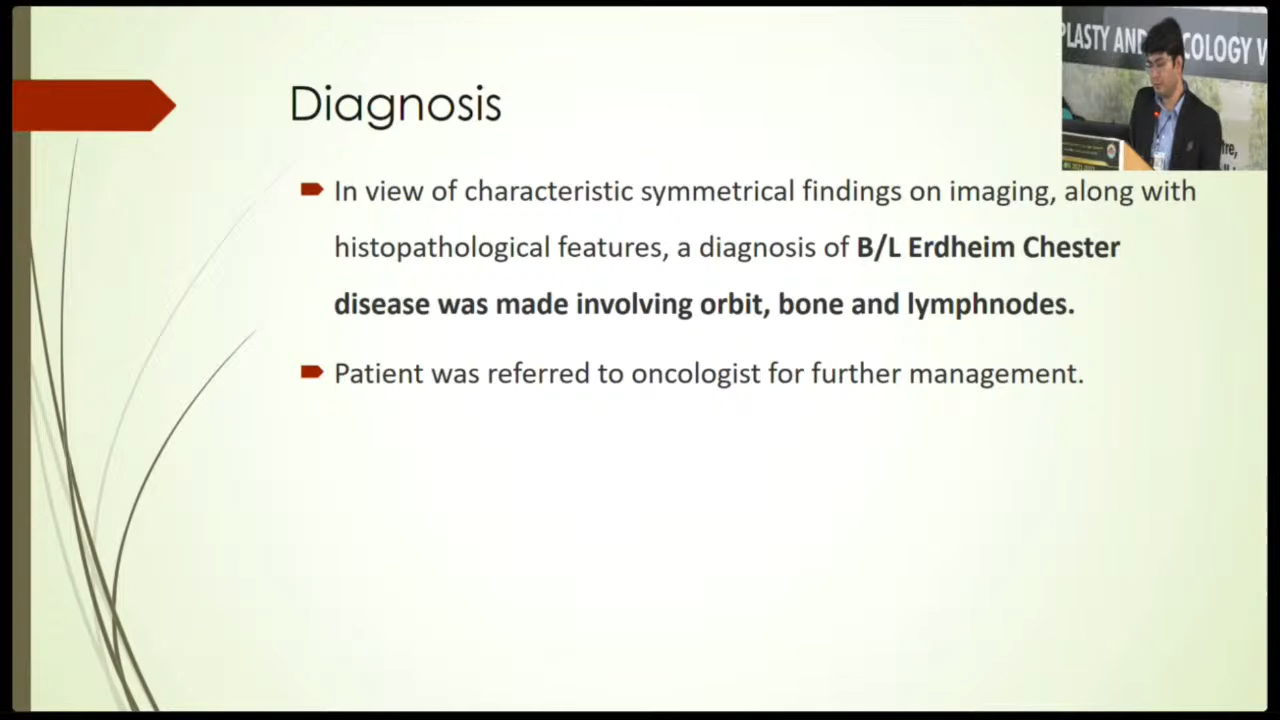 PLASTY AND
COLOGY
Diagnosis
In view of characteristic symmetrical findings on imaging, along with
histopathological features, a diagnosis of B/L Erdheim Chester
disease was made involving orbit, bone and lymphnodes.
Patient was referred to oncologist for further management.